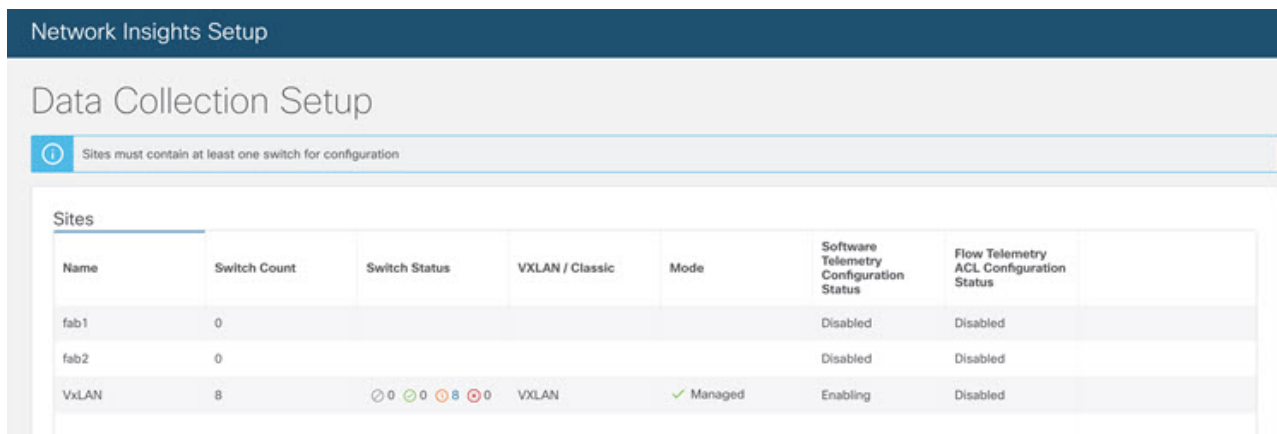 Network Insights Setup
Data Collection Setup
Sites must contain at least one switch for configuration
Sites
Name Switch Count Switch Status VXLAN / Classic Mode Software Telemetry Configuration Status Flow Telemetry ACL Configuration Status
fab1 0 Disabled Disabled
fab2 0 Disabled Disabled
VxLAN 8 0 0 8 0 VXLAN Managed Enabling Disabled